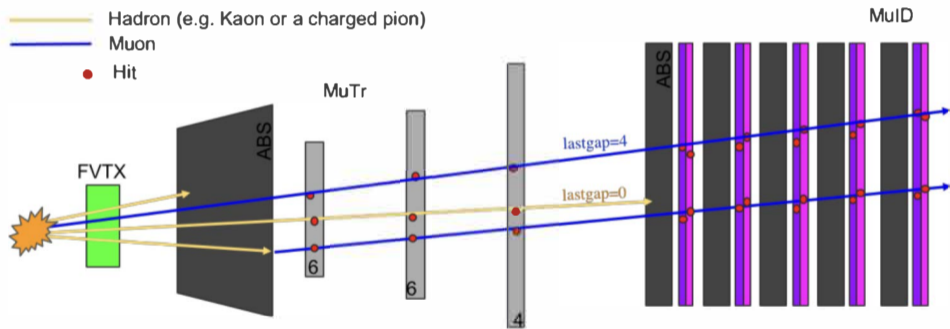 MuID
Hadron (e.g. Kaon or a charged pion)
Muon
Hit
MuTr
ABS
ABS
FVTX
lastgap=4
lastgap=0
6
6
4